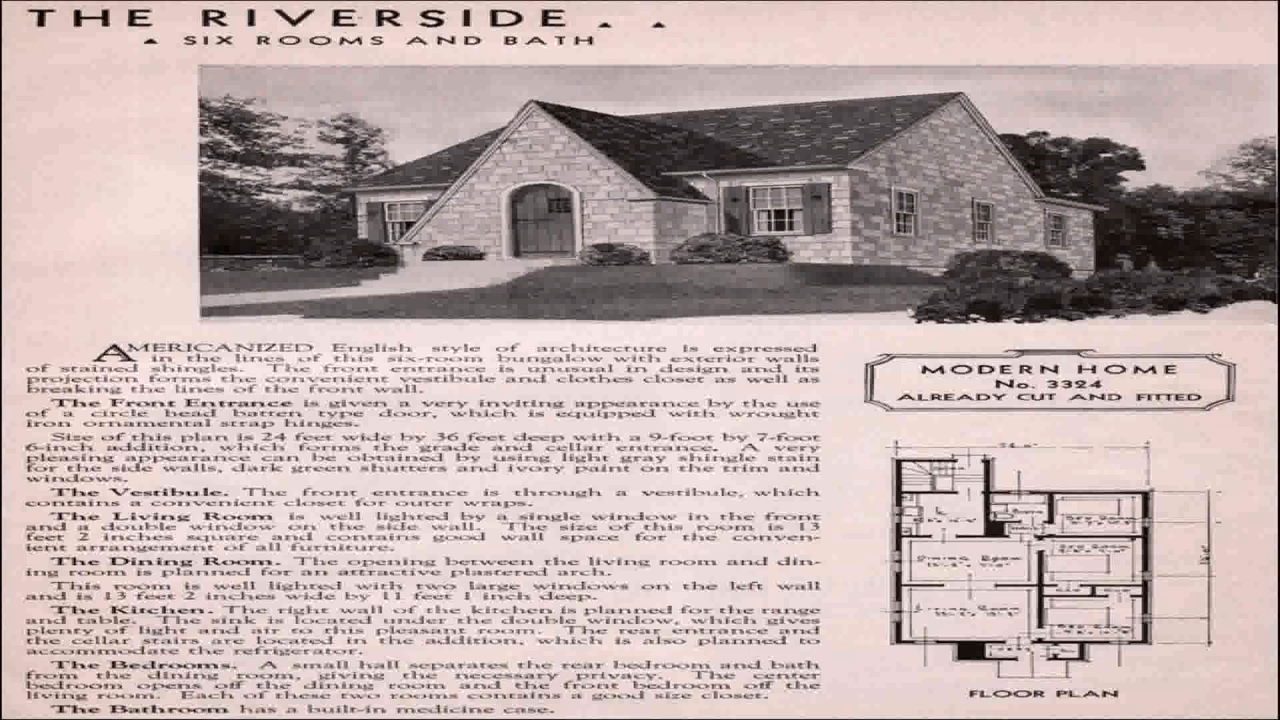 THE RIVERSIDE
SIX ROOMS AND BATH
AMERICANIZED English style of architecture is expressed
in the lines of this six-room bungalow with exterior walls
of stained shingles. The front entrance is unusual in design and its
projection forms the convenient vestibule and clothes closet as well as
breaking the lines of the front wall.
The Front Entrance is given a very inviting appearance by the use
of a circle head batten type door, which is equipped with wrought
iron ornamental strap hinges.
Size of this plan is 24 feet wide by 36 feet deep with a 9-foot by 7-foot
6-inch addition, which forms the grade and cellar entrance. A very
pleasing appearance can be obtained by using light gray shingle stain
for the side walls, dark green shutters and ivory paint on the trim and
windows.
The Vestibule. The front entrance is through a vestibule, which
contains a convenient closet for outer wraps.
The Living Room is well lighted by a single window in the front
and a double window on the side wall. The size of this room is 13
feet 2 inches square and contains good wall space for the conven-
ient arrangement of all furniture.
The Dining Room. The opening between the living room and din-
ing room is planned for an attractive plastered arch.
This room is well lighted with two large windows on the left wall
and is 13 feet 2 inches wide by 11 feet 1 inch deep.
The Kitchen. The right wall of the kitchen is planned for the range
and table. The sink is located under the double window, which gives
plenty of light and air to this pleasant room. The rear entrance and
the cellar stairs are located in the addition, which is also planned to
accommodate the refrigerator.
The Bedrooms. A small hall separates the rear bedroom and bath
from the dining room, giving the necessary privacy. The center
bedroom opens off the dining room and the front bedroom off the
living room. Each of these two rooms contains a good size closet.
The Bathroom has a built-in medicine case.
MODERN HOME
No. 3324
ALREADY CUT AND FITTED
Dining Room
Living Room
FLOOR PLAN